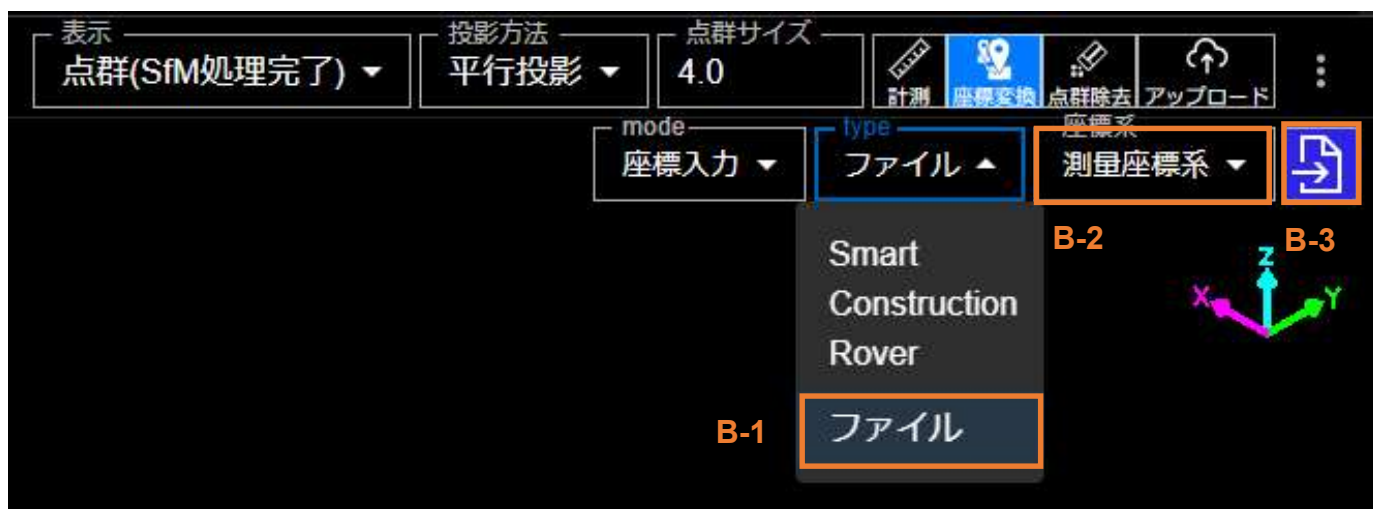 表示
点群(SfM処理完了)
投影方法
平行投影
点群サイズ
4.0
計測
座標変換
点群除去
アップロード
mode
座標入力
type
ファイル
座標系
測量座標系
Smart
Construction
Rover
ファイル
B-1
B-2
B-3
Z
X
Y